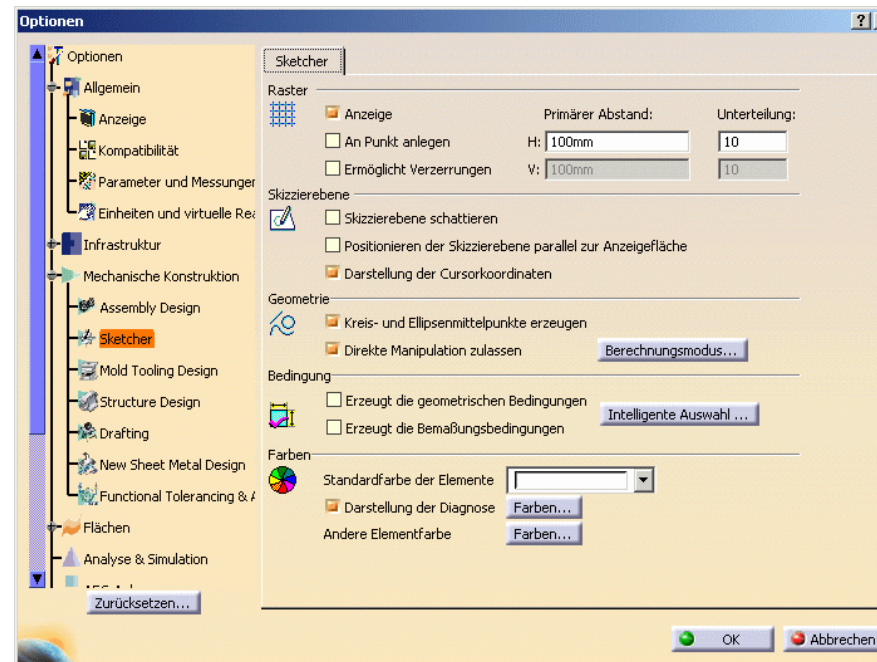 Optionen
Optionen
Allgemein
Anzeige
Kompatibilität
Parameter und Messunger
Einheiten und virtuelle Rea
Infrastruktur
Mechanische Konstruktion
Assembly Design
Sketcher
Mold Tooling Design
Structure Design
Drafting
New Sheet Metal Design
Functional Tolerancing & A
Flächen
Analyse & Simulation
Zurücksetzen...
Sketcher
Raster
Anzeige Primärer Abstand: Unterteilung:
An Punkt anlegen H: 100mm 10
Ermöglicht Verzerrungen V: 100mm 10
Skizzierebene
Skizzierebene schattieren
Positionieren der Skizzierebene parallel zur Anzeigefläche
Darstellung der Cursorkoordinaten
Geometrie
Kreis- und Ellipsenmittelpunkte erzeugen
Direkte Manipulation zulassen Berechnungsmodus...
Bedingung
Erzeugt die geometrischen Bedingungen
Intelligente Auswahl ...
Erzeugt die Bemaßungsbedingungen
Farben
Standardfarbe der Elemente
Darstellung der Diagnose Farben...
Andere Elementfarbe Farben...
OK Abbrechen